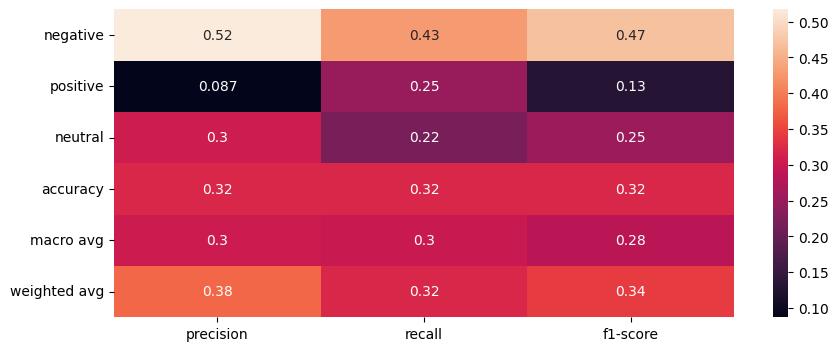 negative 0.52 0.43 0.47
positive 0.087 0.25 0.13
neutral 0.3 0.22 0.25
accuracy 0.32 0.32 0.32
macro avg 0.3 0.3 0.28
weighted avg 0.38 0.32 0.34
precision recall f1-score
0.50
0.45
0.40
0.35
0.30
0.25
0.20
0.15
0.10